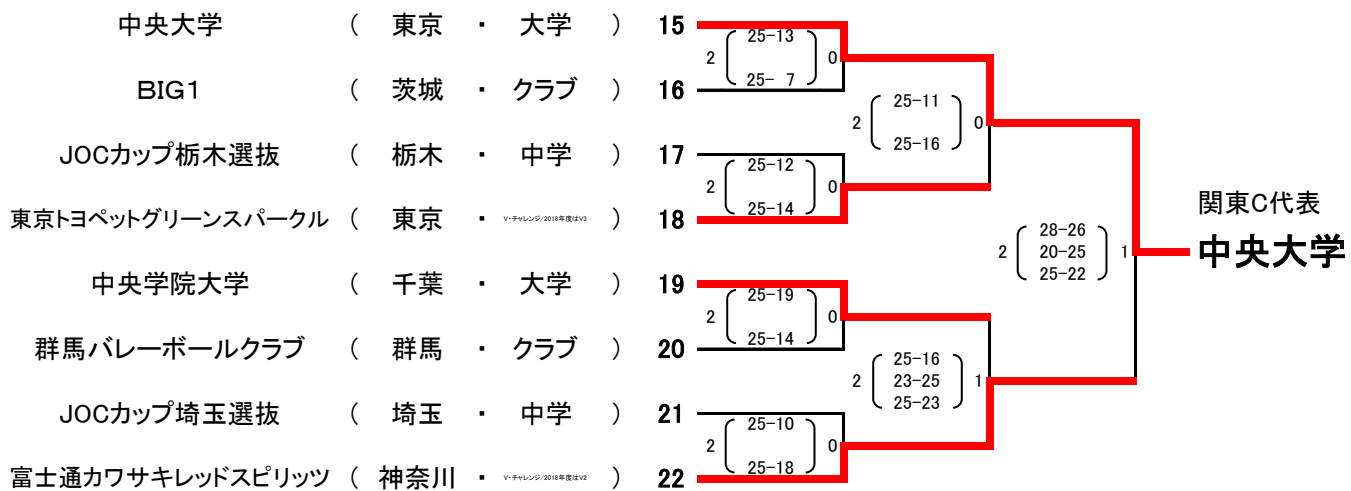 中央大学 （ 東京 ・ 大学 ） 15
25-13
2 0
25- 7
BIG1 （ 茨城 ・ クラブ ） 16
25-11
2 0
25-16
JOCカップ栃木選抜 （ 栃木 ・ 中学 ） 17
25-12
2 0
25-14
東京トヨペットグリーンスパークル （ 東京 ・ V・チャレンジ/2018年度はV3 ） 18
関東C代表
中央大学
28-26
2 20-25 1
25-22
中央学院大学 （ 千葉 ・ 大学 ） 19
25-19
2 0
25-14
群馬バレーボールクラブ （ 群馬 ・ クラブ ） 20
25-16
2 23-25 1
25-23
JOCカップ埼玉選抜 （ 埼玉 ・ 中学 ） 21
25-10
2 0
25-18
富士通カワサキレッドスピリッツ （ 神奈川 ・ V・チャレンジ/2018年度はV2 ） 22